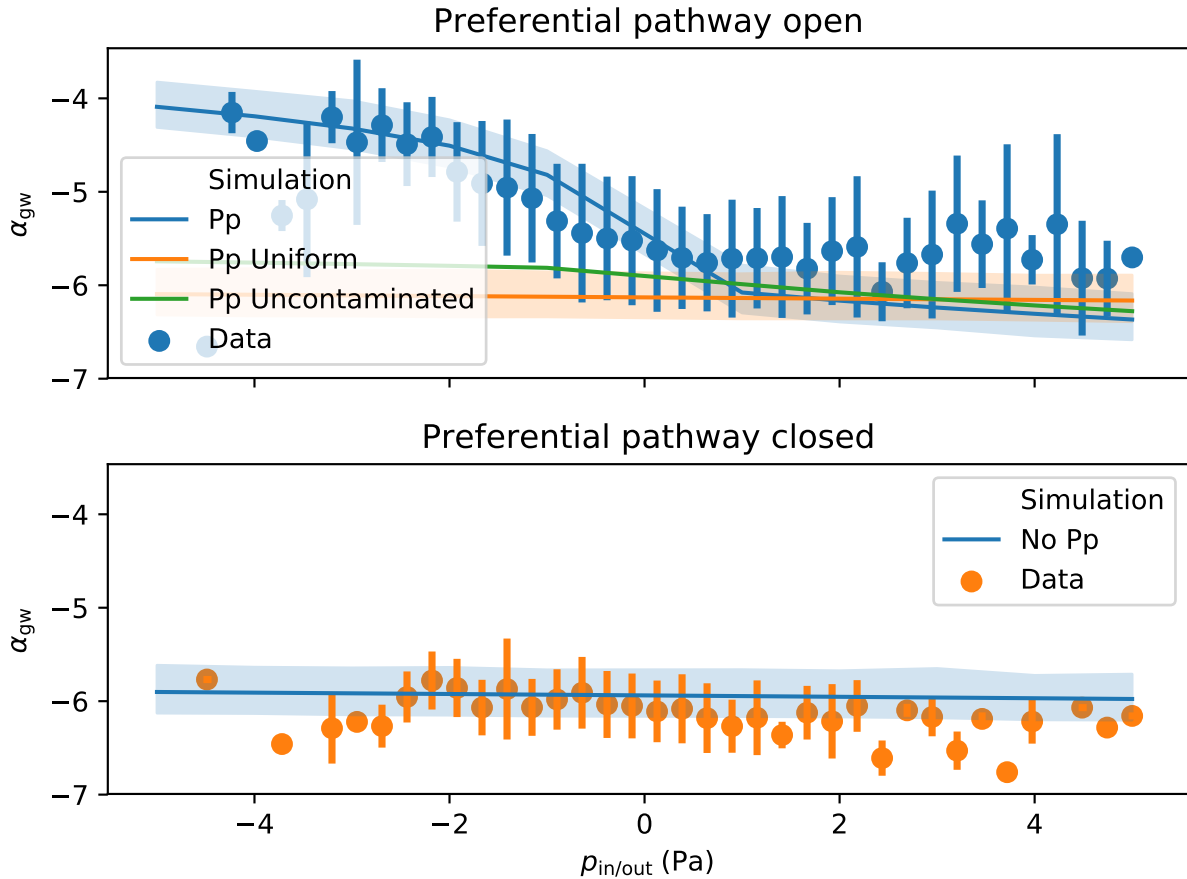 Preferential pathway open
−4
−5
−6
−7
αgw
Simulation
Pp
Pp Uniform
Pp Uncontaminated
Data
Preferential pathway closed
−4
−5
−6
−7
αgw
Simulation
No Pp
Data
−4 −2 0 2 4
pin/out (Pa)